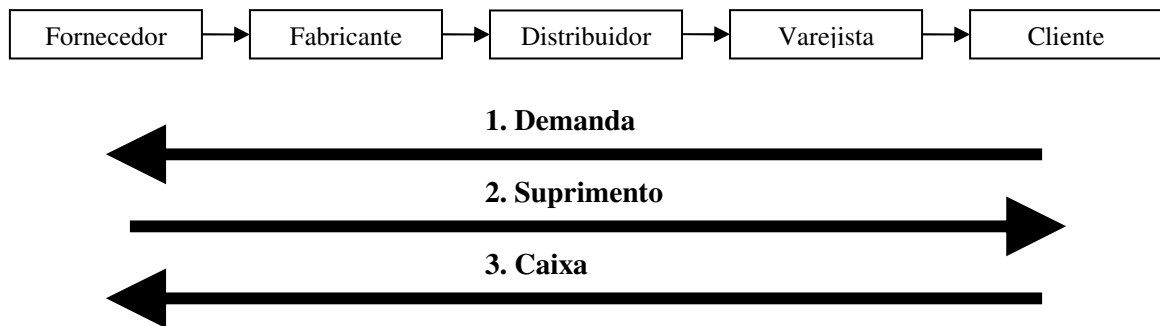 Fornecedor Fabricante Distribuidor Varejista Cliente
1. Demanda
2. Suprimento
3. Caixa